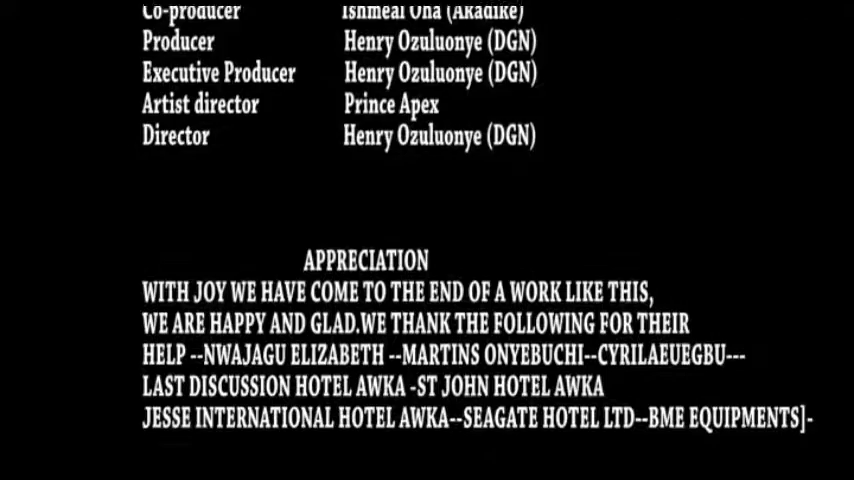 Co-producer Ishmeal Oha (Akadike)
Producer Henry Ozuluonye (DGN)
Executive Producer Henry Ozuluonye (DGN)
Artist director Prince Apex
Director Henry Ozuluonye (DGN)
APPRECIATION
WITH JOY WE HAVE COME TO THE END OF A WORK LIKE THIS,
WE ARE HAPPY AND GLAD.WE THANK THE FOLLOWING FOR THEIR
HELP --NWAJAGU ELIZABETH --MARTINS ONYEBUCHI--CYRILAEUEGBU---
LAST DISCUSSION HOTEL AWKA -ST JOHN HOTEL AWKA
JESSE INTERNATIONAL HOTEL AWKA--SEAGATE HOTEL LTD--BME EQUIPMENTS]-